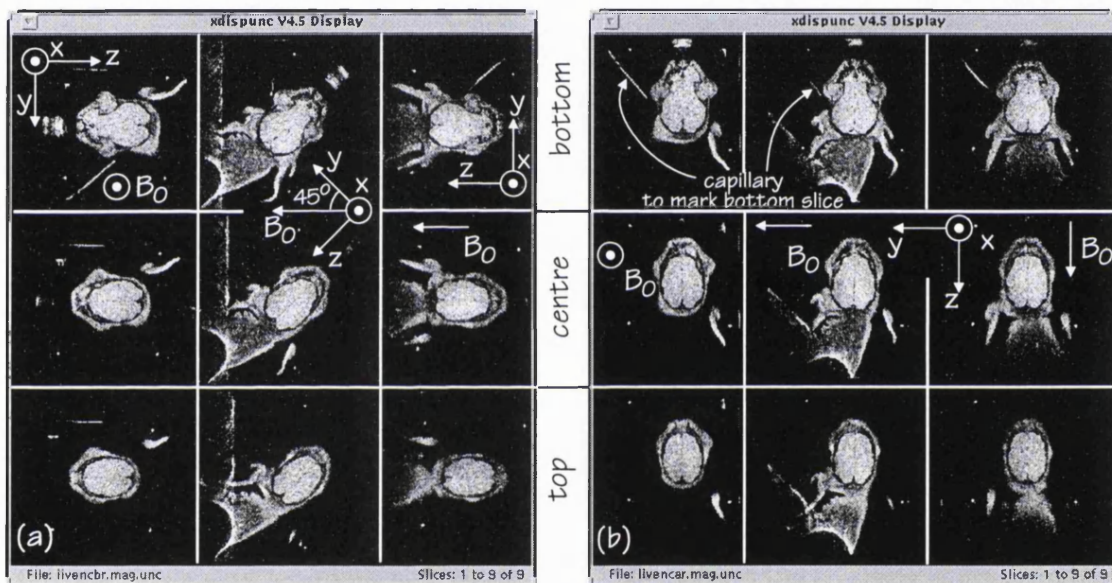 xdispunc V4.5 Display
x
z
y
B₀
y
x
45°
B₀
z
y
x
z
B₀
(a)
File: livencbr.mag.unc
Slices: 1 to 9 of 9
bottom
centre
top
xdispunc V4.5 Display
capillary
to mark bottom slice
B₀
B₀
y
x
z
B₀
(b)
File: livencar.mag.unc
Slices: 1 to 9 of 9